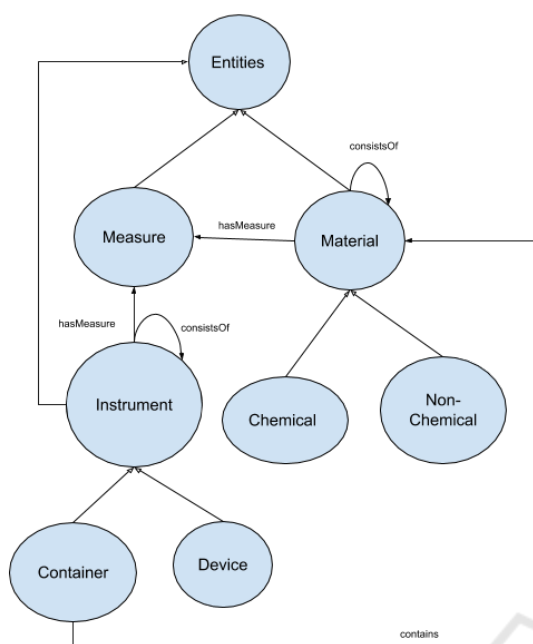 Entities
consistsOf
Measure
hasMeasure
Material
hasMeasure
consistsOf
Instrument
Chemical
Non-
Chemical
Container
Device
contains